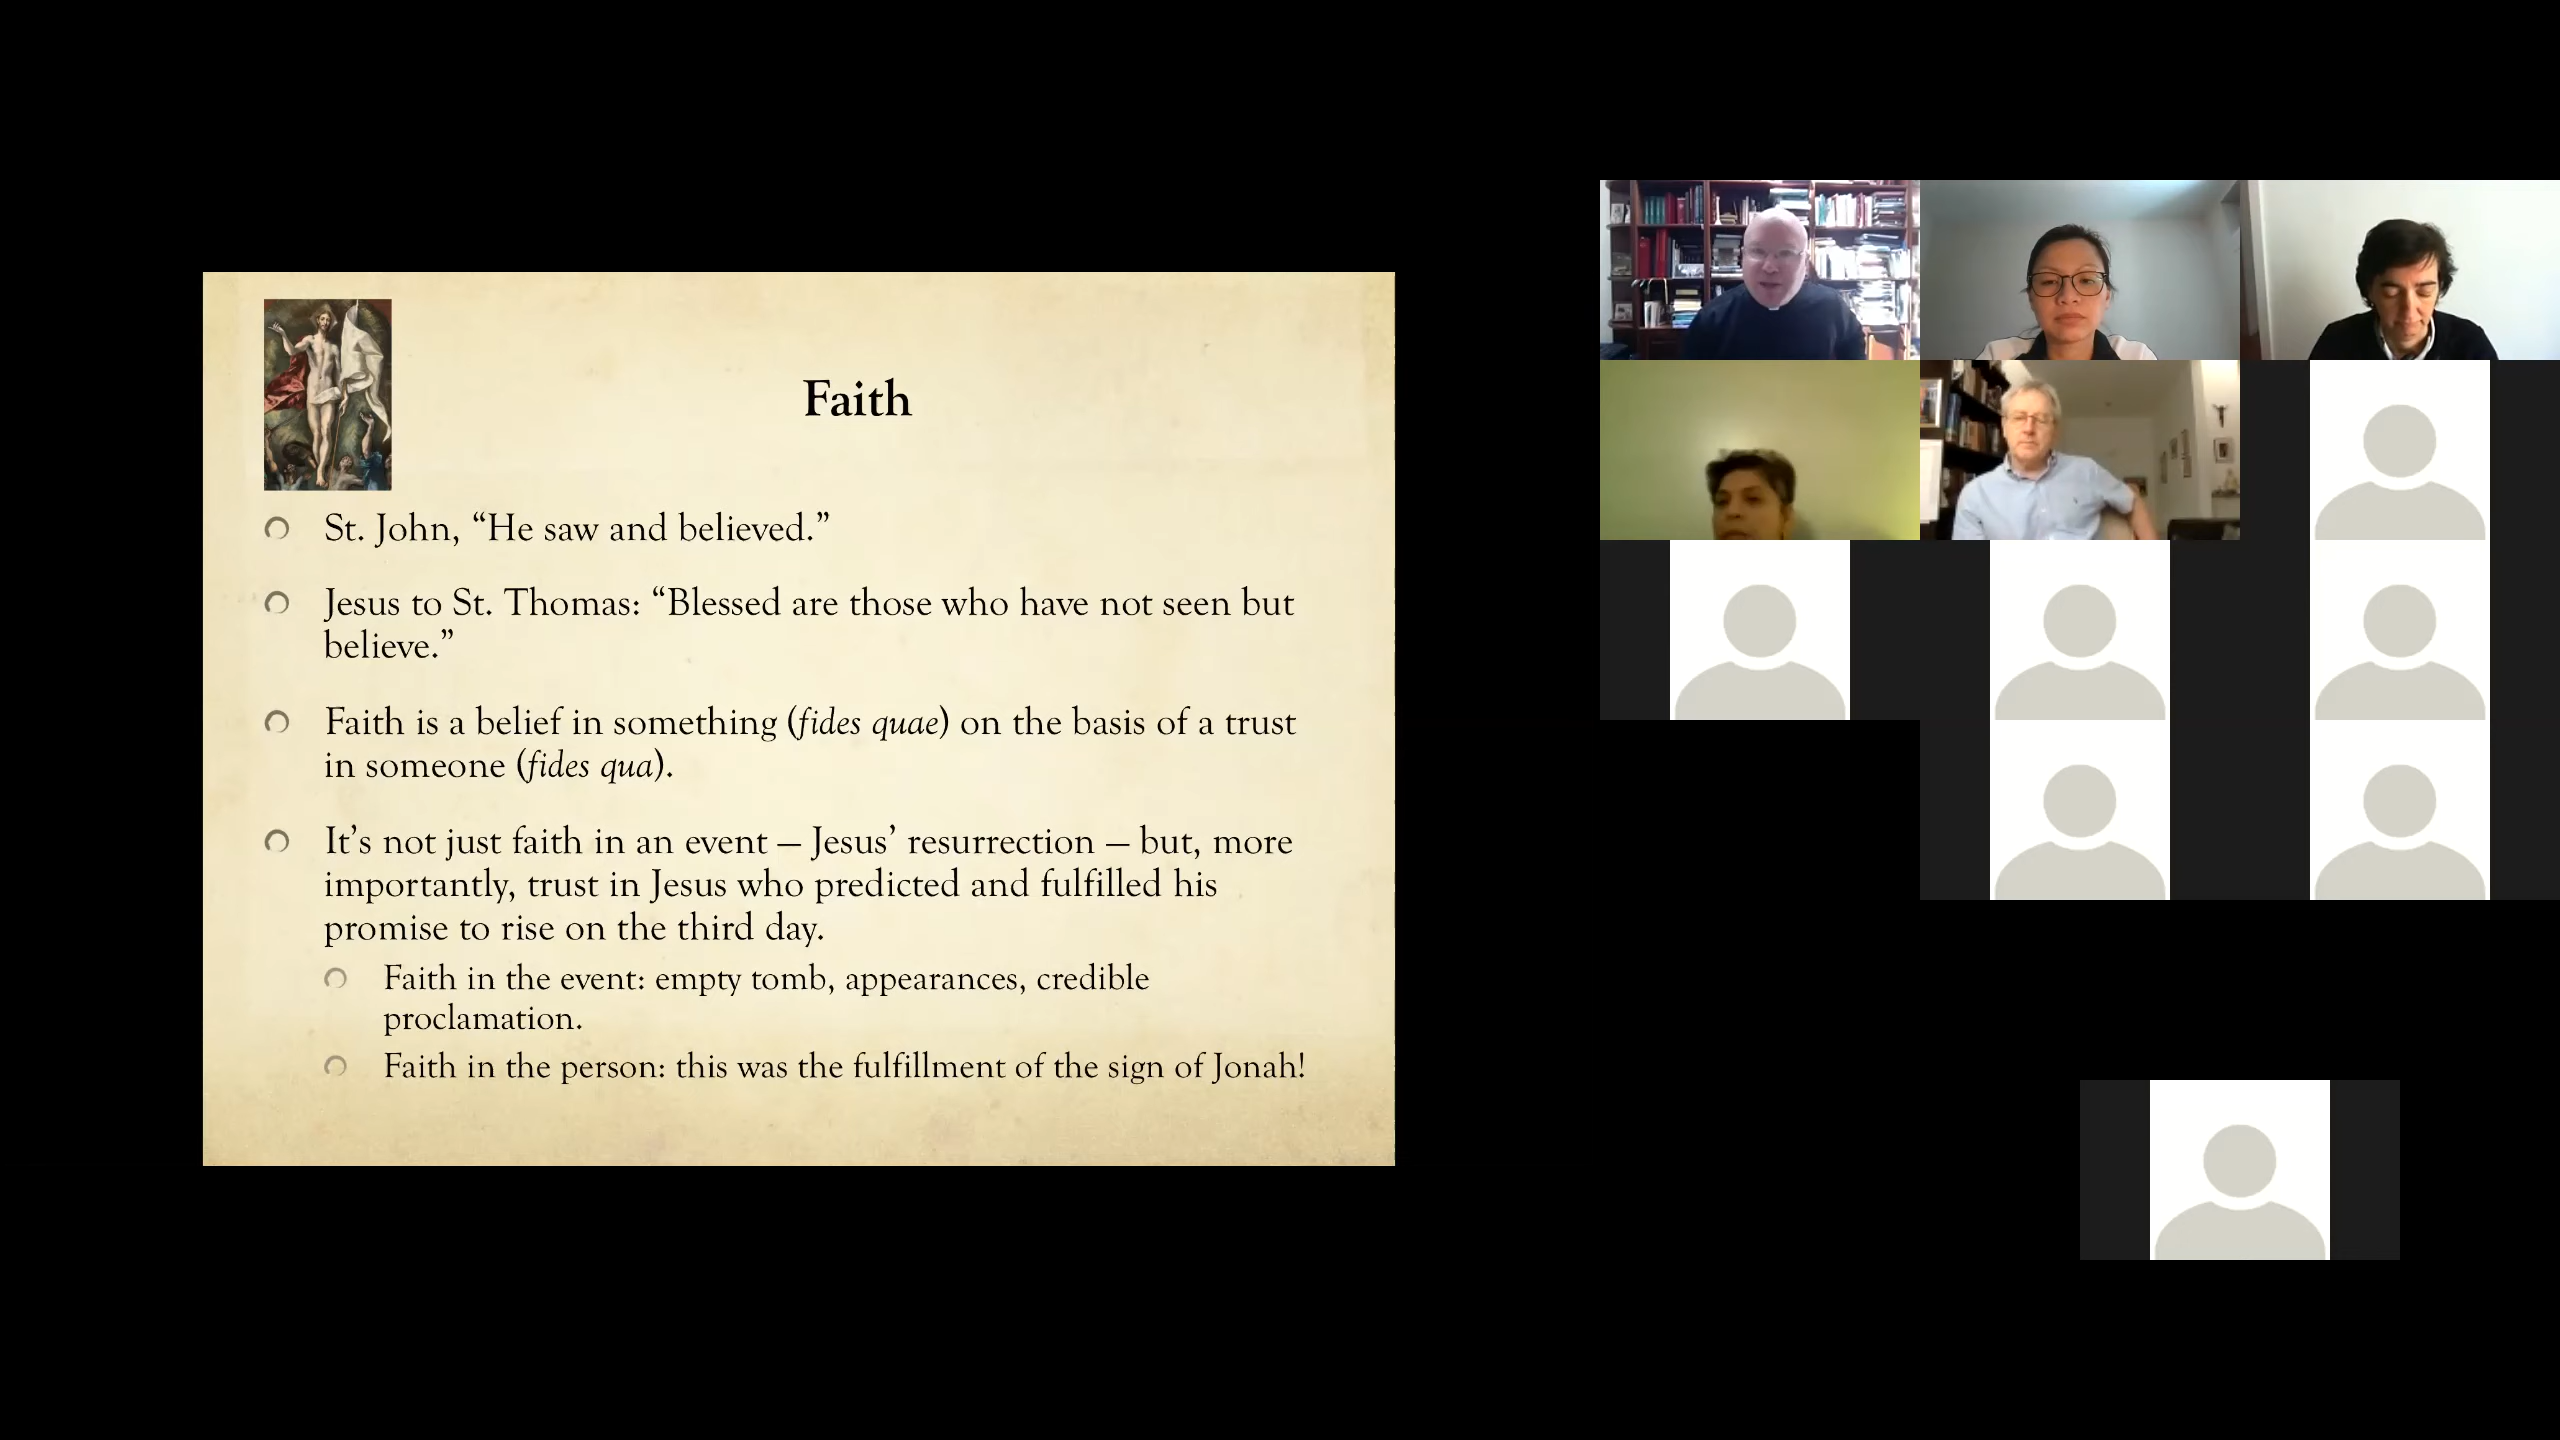 Faith
St. John, “He saw and believed.”
Jesus to St. Thomas: “Blessed are those who have not seen but
believe.”
Faith is a belief in something (fides quae) on the basis of a trust
in someone (fides qua).
It’s not just faith in an event – Jesus’ resurrection – but, more
importantly, trust in Jesus who predicted and fulfilled his
promise to rise on the third day.
Faith in the event: empty tomb, appearances, credible
proclamation.
Faith in the person: this was the fulfillment of the sign of Jonah!